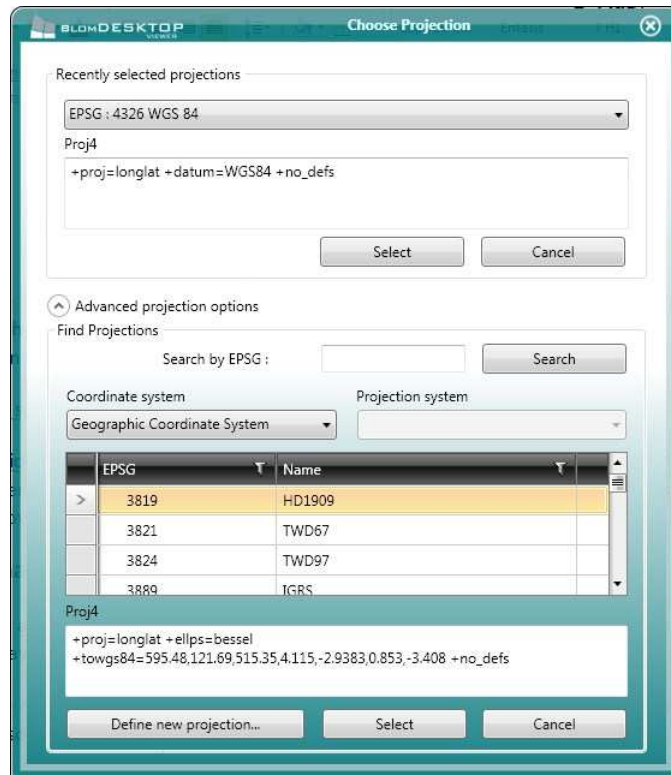 BLOMDESKTOP
VIEWER
Choose Projection
Recently selected projections
EPSG : 4326 WGS 84
Proj4
+proj=longlat +datum=WGS84 +no_defs
Select Cancel
Advanced projection options
Find Projections
Search by EPSG : Search
Coordinate system Projection system
Geographic Coordinate System
EPSG Name
3819 HD1909
3821 TWD67
3824 TWD97
3889 IGRS
Proj4
+proj=longlat +ellps=bessel
+towgs84=595.48,121.69,515.35,4.115,-2.9383,0.853,-3.408 +no_defs
Define new projection... Select Cancel